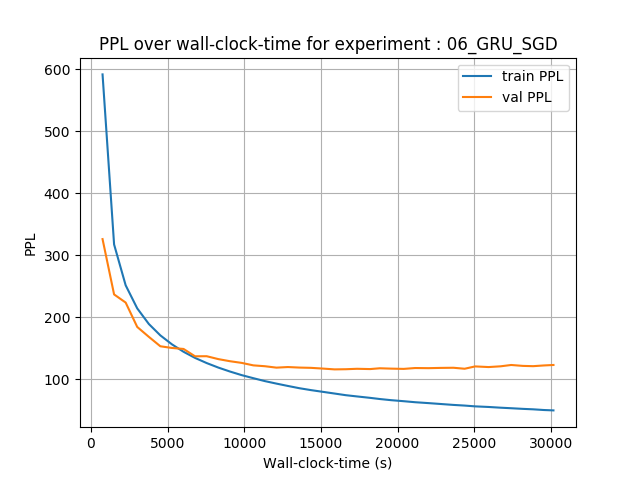 PPL over wall-clock-time for experiment : 06_GRU_SGD
600
500
400
300
200
100
PPL
train PPL
val PPL
0
5000
10000
15000
20000
25000
30000
Wall-clock-time (s)